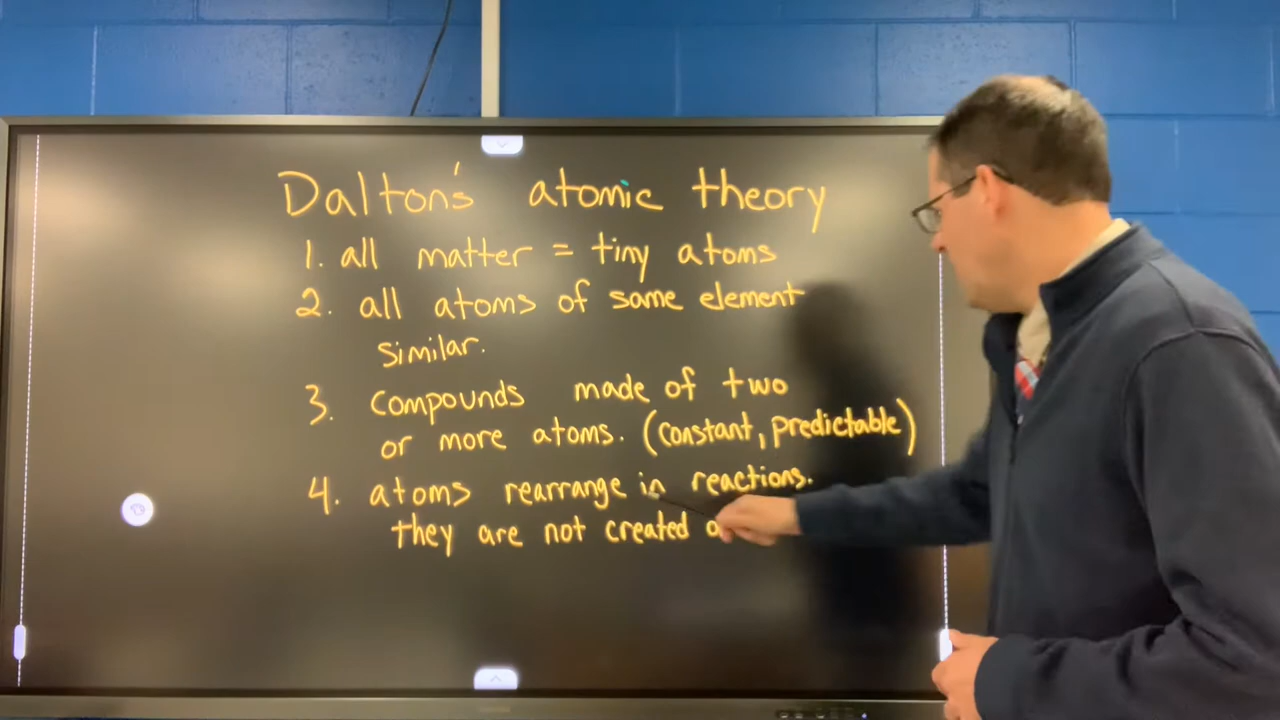 Dalton's atomic theory
1. all matter = tiny atoms
2. all atoms of same element
similar.
3. Compounds made of two
or more atoms. (constant, predictable)
4. atoms rearrange in reactions.
they are not created